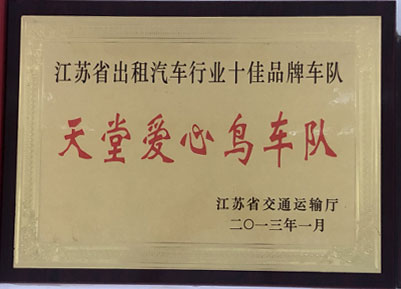 江苏省出租汽车行业十佳品牌车队
天堂爱心鸟车队
江苏省交通运输厅
二〇一三年一月